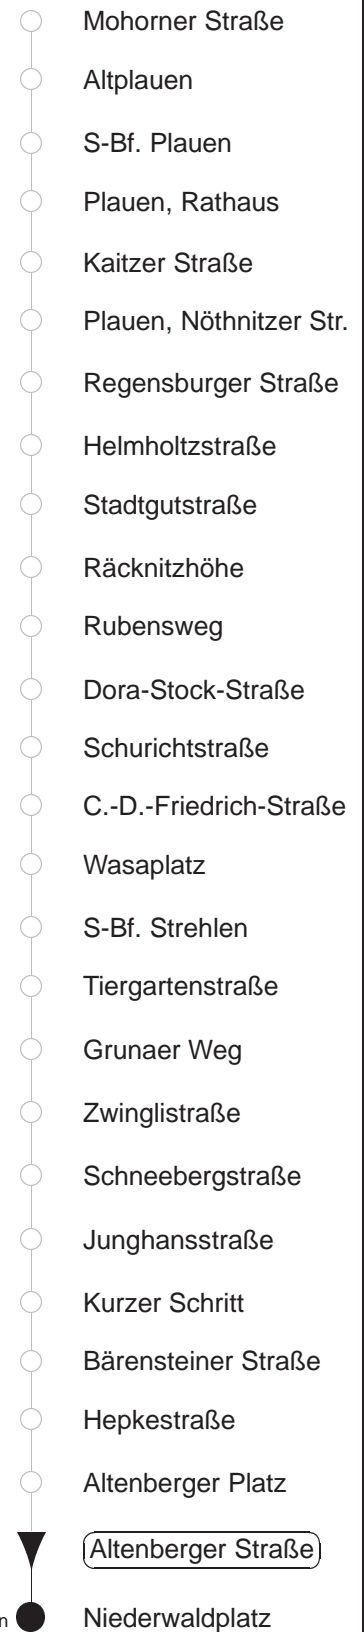 Mohorner Straße
Altplauen
S-Bf. Plauen
Plauen, Rathaus
Kaitzer Straße
Plauen, Nöthnitzer Str.
Regensburger Straße
Helmholtzstraße
Stadtgutstraße
Räcknitzhöhe
Rubensweg
Dora-Stock-Straße
Schurichtstraße
C.-D.-Friedrich-Straße
Wasaplatz
S-Bf. Strehlen
Tiergartenstraße
Grunaer Weg
Zwinglistraße
Schneebergstraße
Junghansstraße
Kurzer Schritt
Bärensteiner Straße
Hepkestraße
Altenberger Platz
Altenberger Straße
n Niederwaldplatz